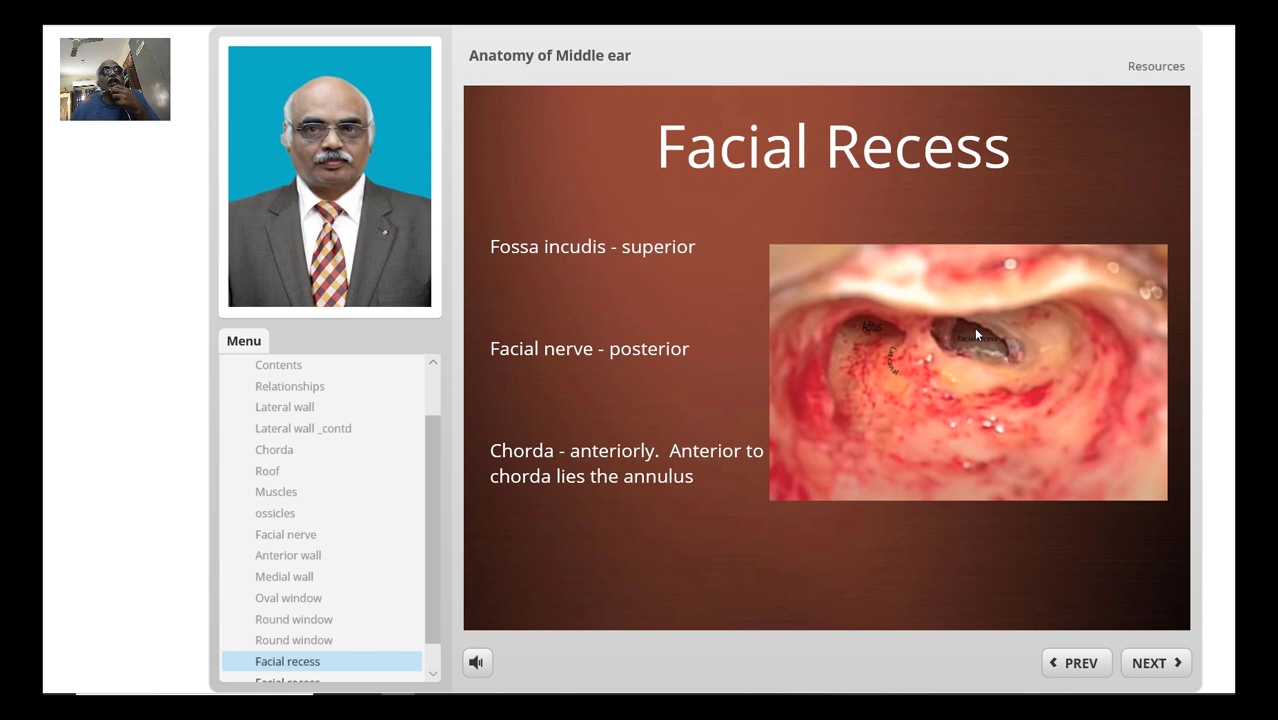 Anatomy of Middle ear
Resources
Facial Recess
Fossa incudis - superior
Facial nerve - posterior
Chorda - anteriorly. Anterior to
chorda lies the annulus
Aditus
Menu
Contents
Relationships
Lateral wall
Lateral wall _contd
Chorda
Roof
Muscles
ossicles
Facial nerve
Anterior wall
Medial wall
Oval window
Round window
Round window
Facial recess
Facial recess
PREV
NEXT